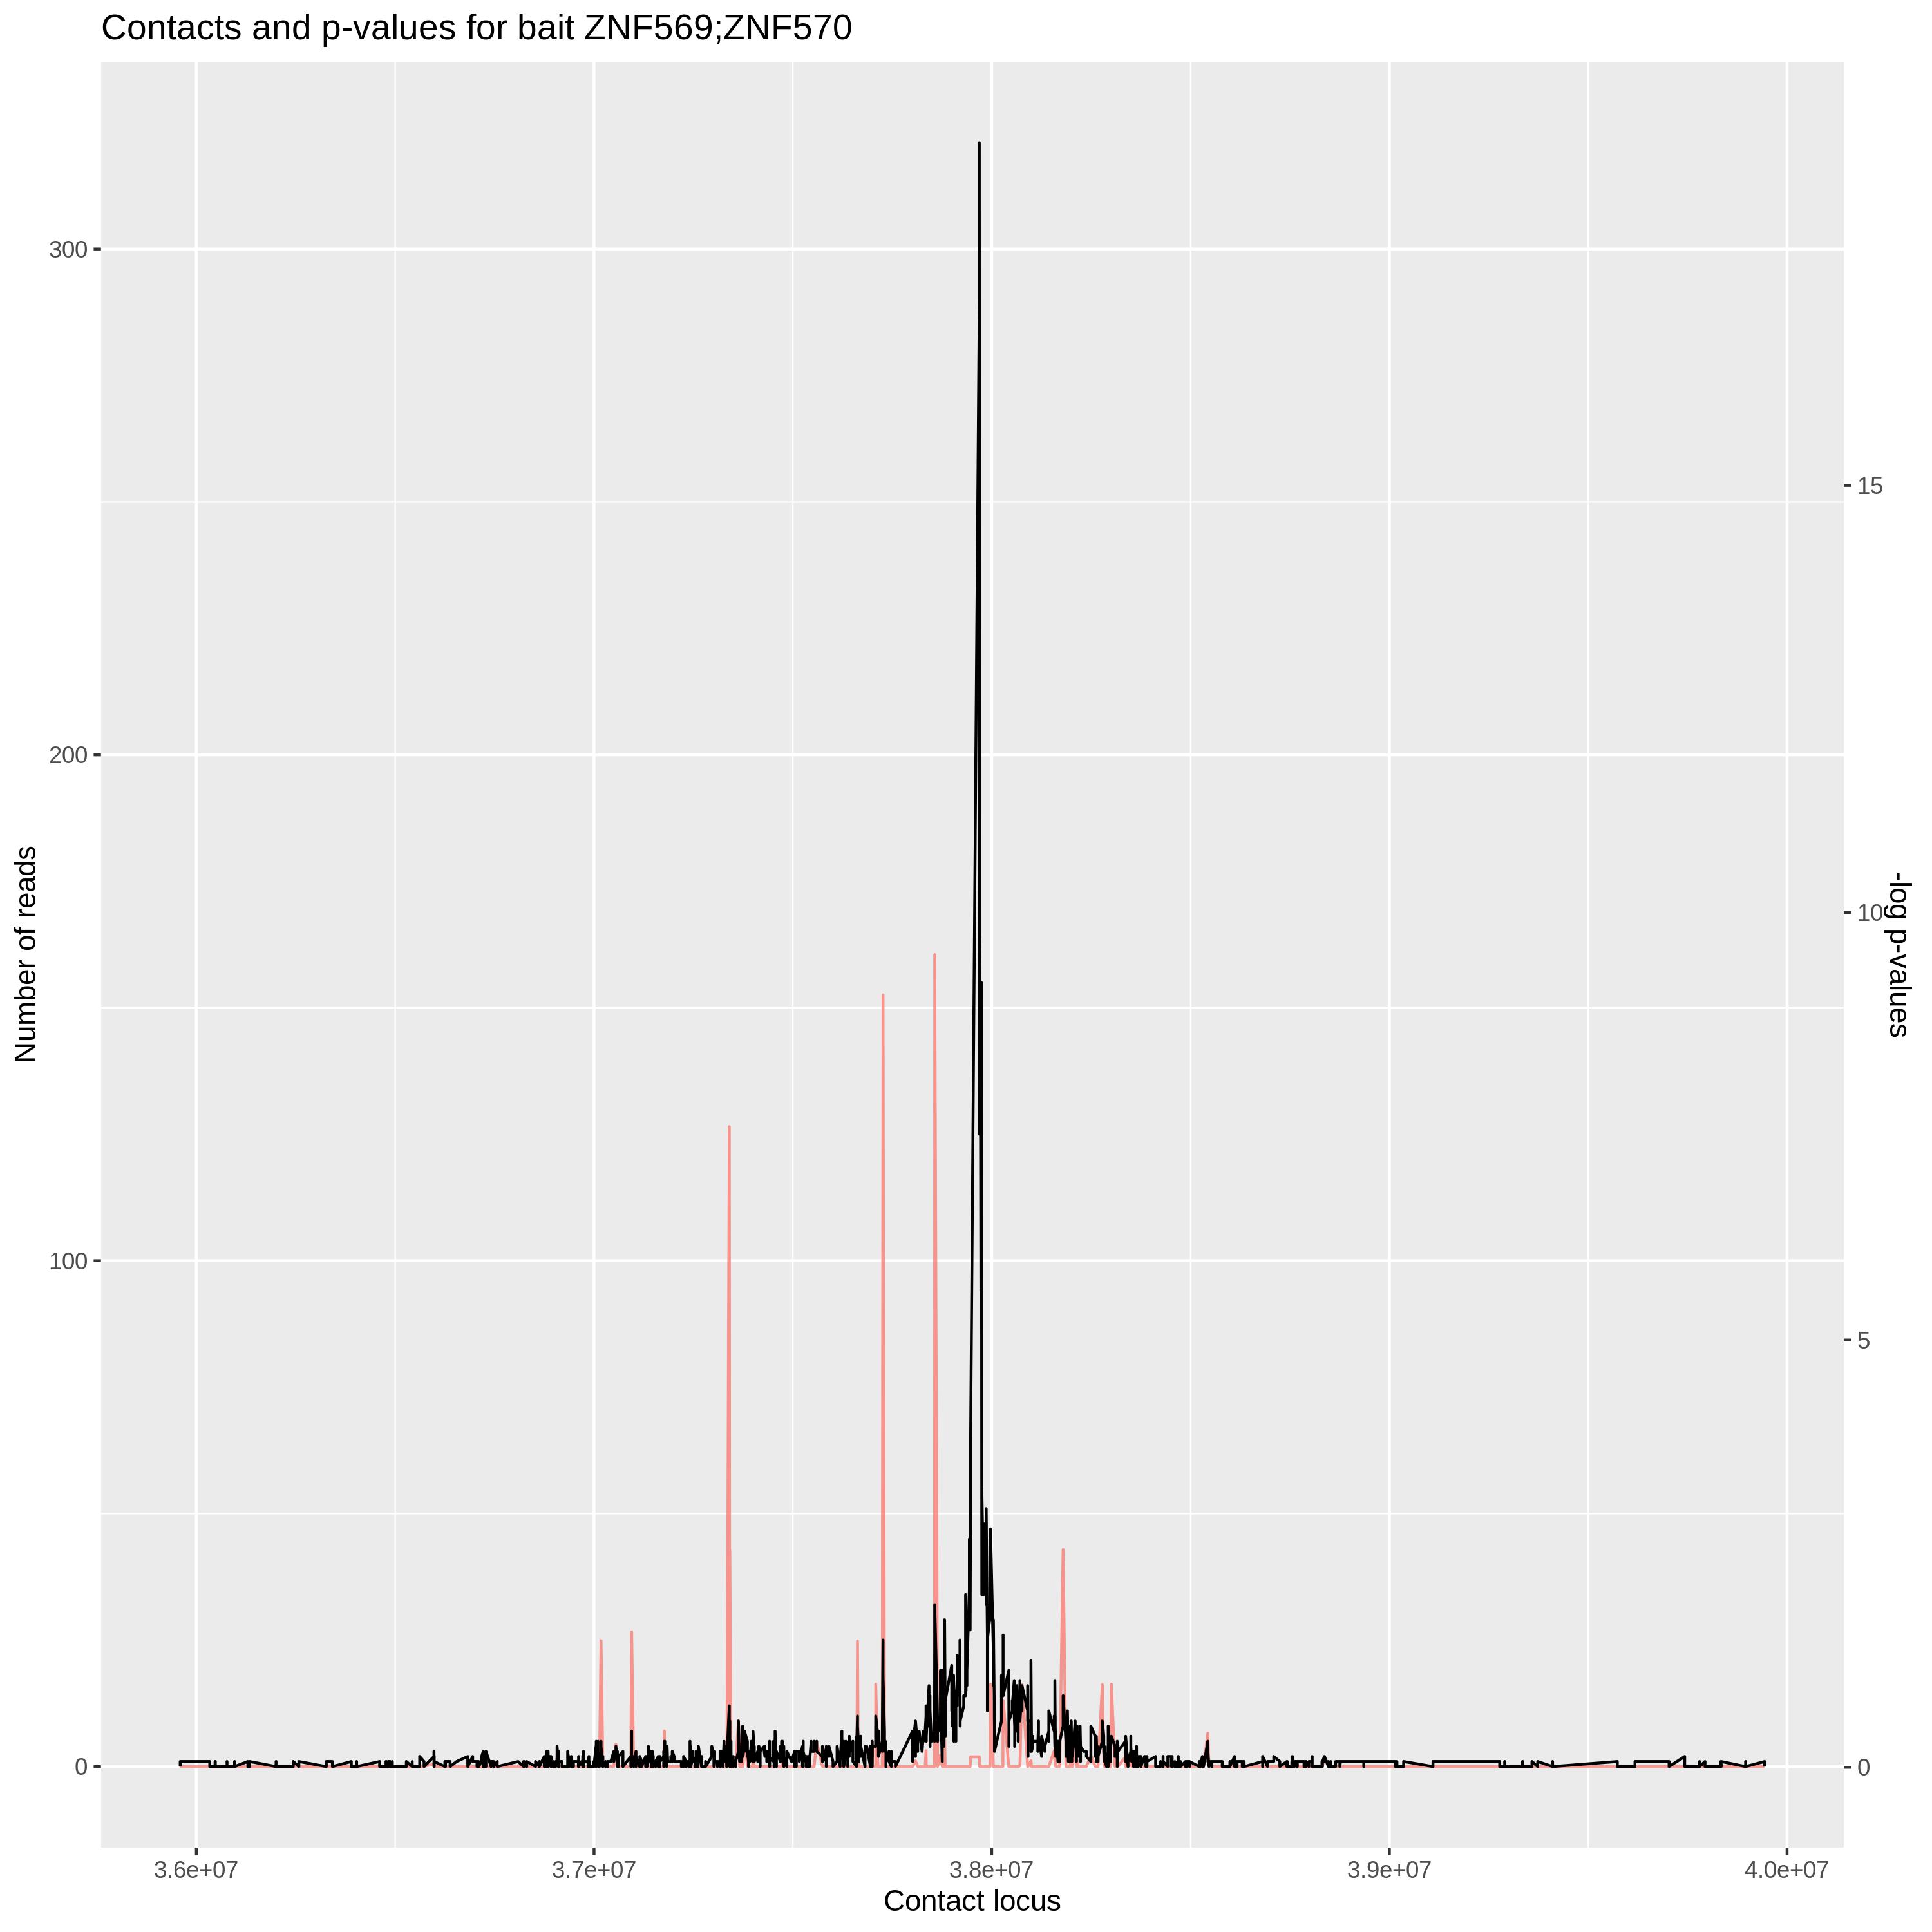 Contacts and p-values for bait ZNF569;ZNF570
Number of reads
300
200
100
0
15
10
5
0
-log p-values
3.6e+07
3.7e+07
3.8e+07
3.9e+07
4.0e+07
Contact locus